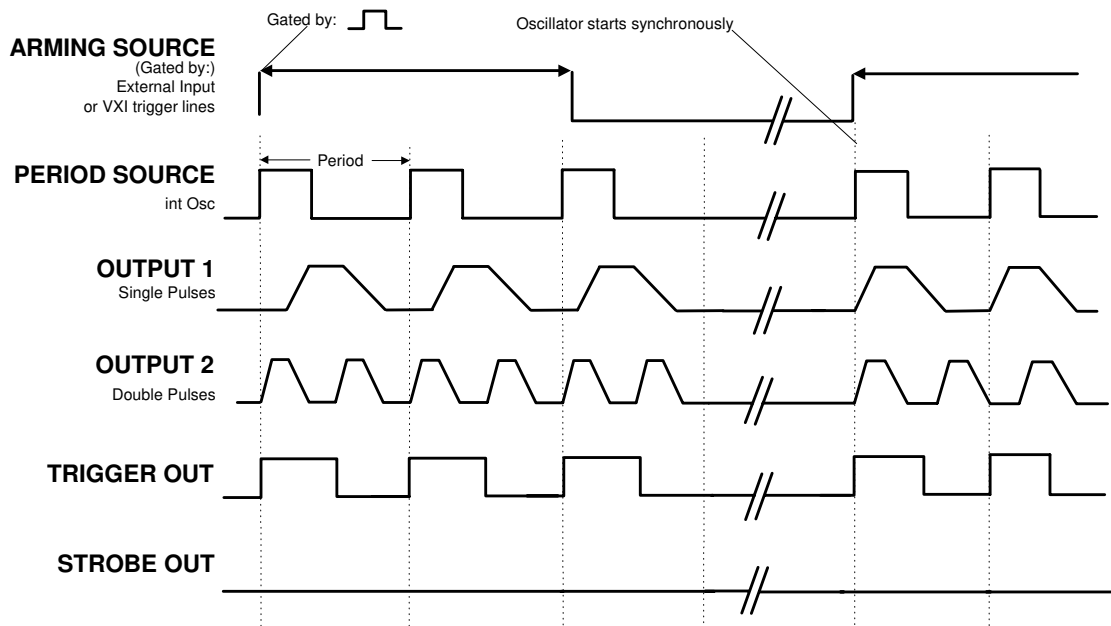 Gated by:
Oscillator starts synchronously
ARMING SOURCE
(Gated by:)
External Input
or VXI trigger lines
Period
PERIOD SOURCE
int Osc
OUTPUT 1
Single Pulses
OUTPUT 2
Double Pulses
TRIGGER OUT
STROBE OUT